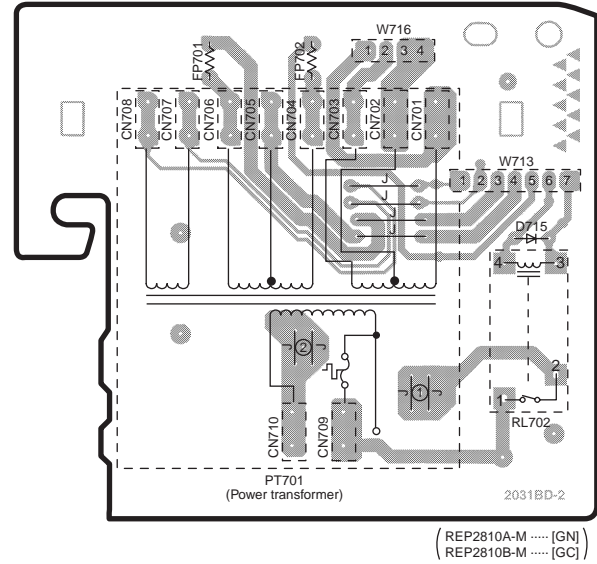 W716
1 2 3 4
FP701
FP702
CN708
CN707
CN706
CN705
CN704
CN703
CN702
CN701
W713
1 2 3 4 5 6 7
J
J
J
J
D715
4
3
J 2 J
J 1 J
2
1
RL702
CN710
CN709
PT701
(Power transformer)
2031BD-2
REP2810A-M ····· [GN]
REP2810B-M ····· [GC]